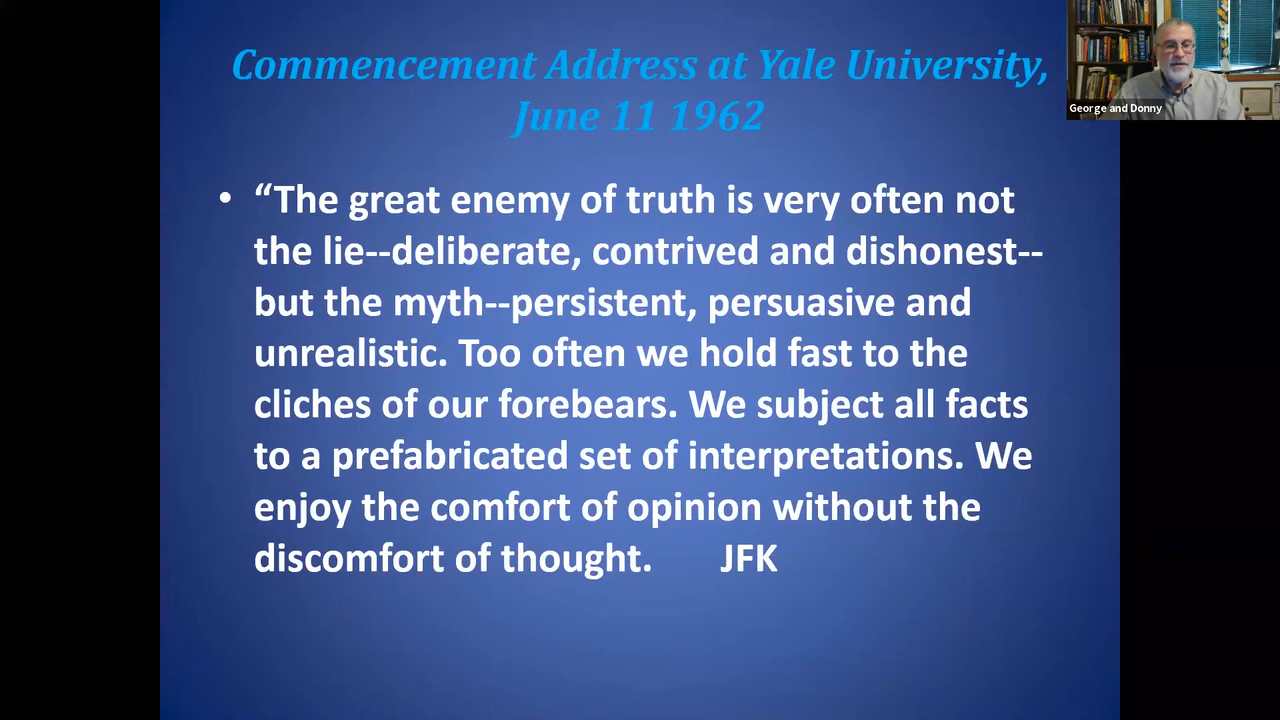 Commencement Address at Yale University,
June 11 1962
George and Donny
• “The great enemy of truth is very often not
the lie--deliberate, contrived and dishonest--
but the myth--persistent, persuasive and
unrealistic. Too often we hold fast to the
cliches of our forebears. We subject all facts
to a prefabricated set of interpretations. We
enjoy the comfort of opinion without the
discomfort of thought. JFK